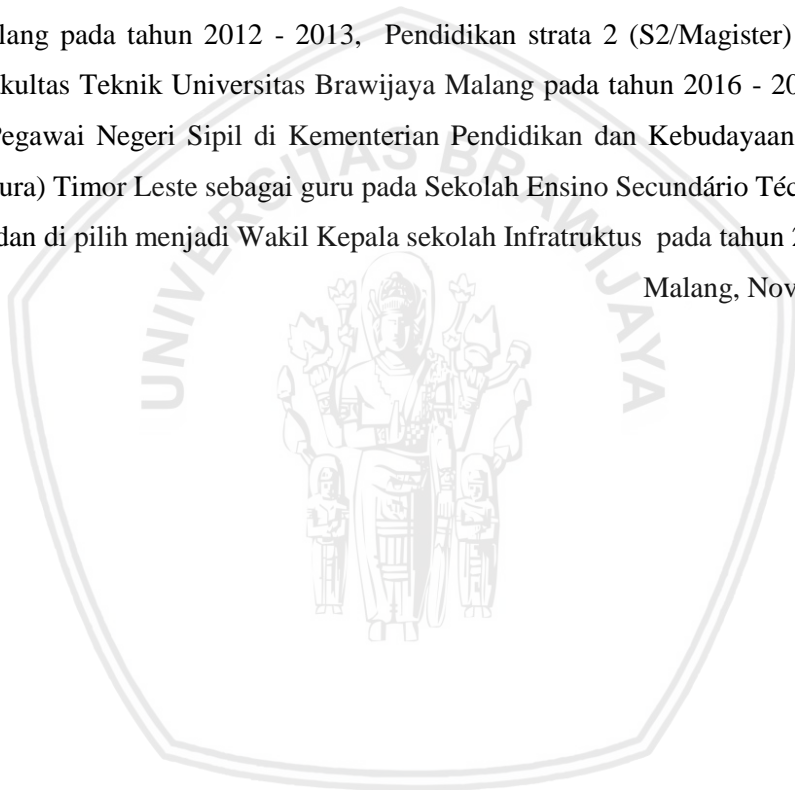 lang pada tahun 2012 - 2013, Pendidikan strata 2 (S2/Magister)
akultas Teknik Universitas Brawijaya Malang pada tahun 2016 - 20
Pegawai Negeri Sipil di Kementerian Pendidikan dan Kebudayaan
ura) Timor Leste sebagai guru pada Sekolah Ensino Secundário Téc
dan di pilih menjadi Wakil Kepala sekolah Infratruktus pada tahun 2
Malang, Nov
UNIVERSITAS BRAWIJAYA